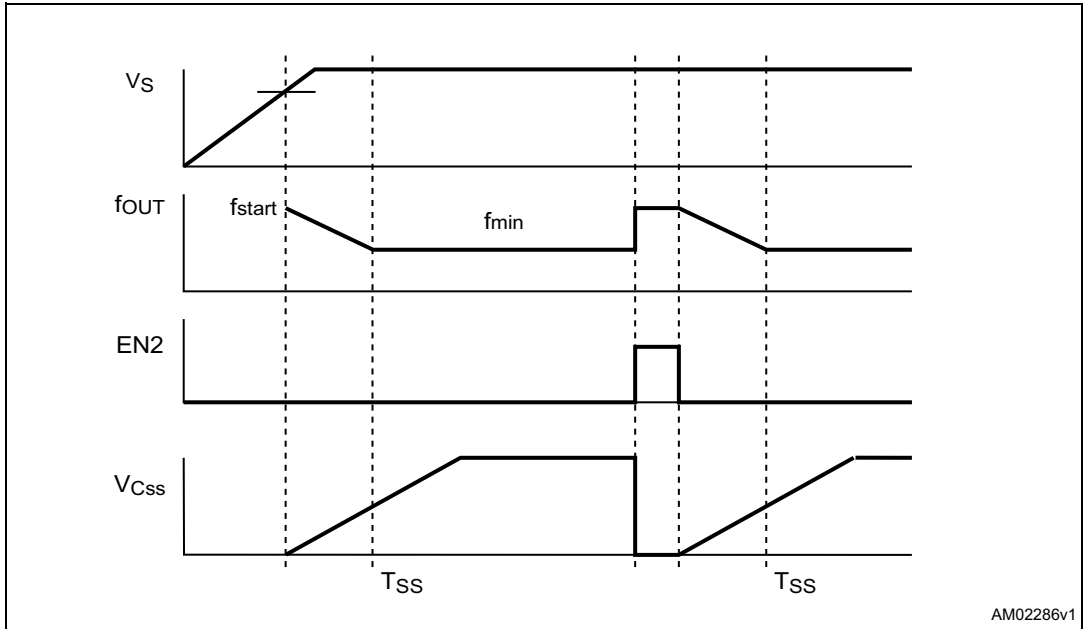 VS
fOUT
fstart
fmin
EN2
VCss
TSS
TSS
AM02286v1